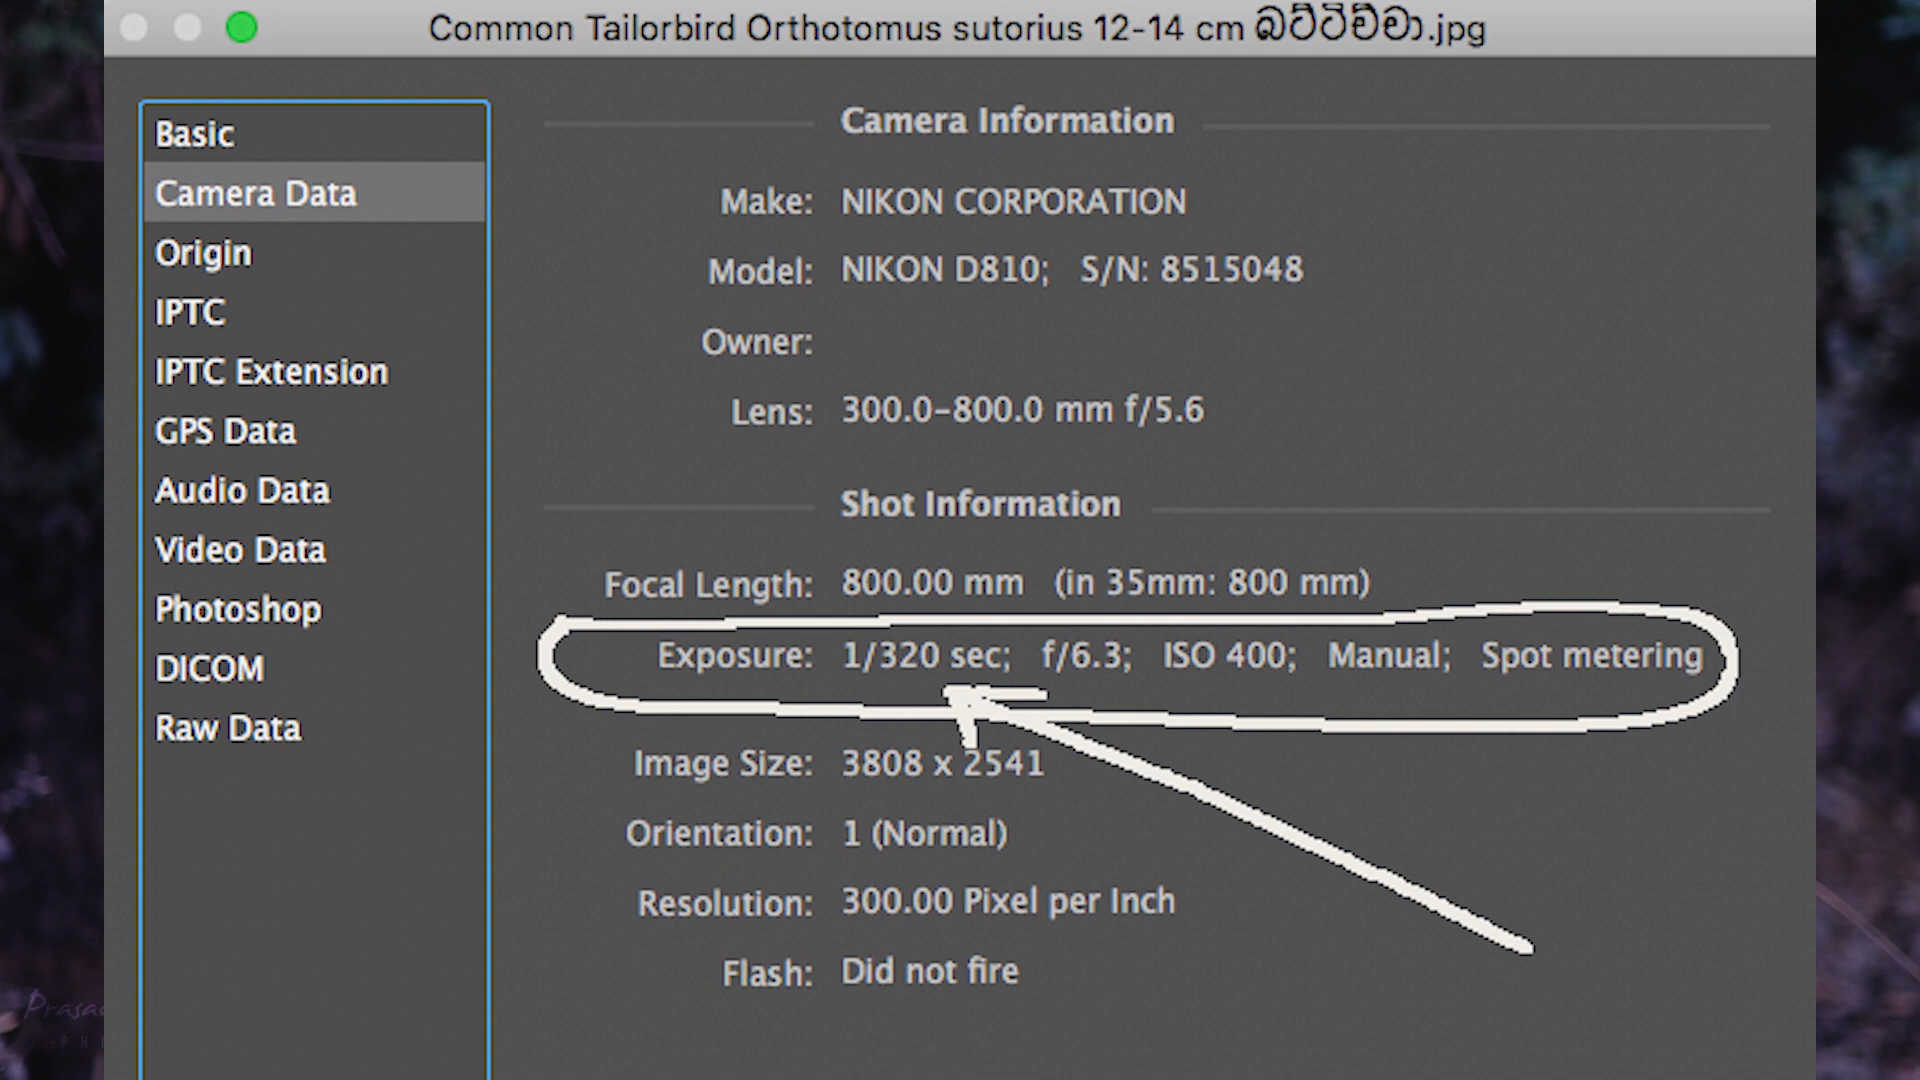 Common Tailorbird Orthotomus sutorius 12-14 cm බට්ටිච්චා.jpg
Basic
Camera Data
Origin
IPTC
IPTC Extension
GPS Data
Audio Data
Video Data
Photoshop
DICOM
Raw Data
Camera Information
Make: NIKON CORPORATION
Model: NIKON D810; S/N: 8515048
Owner:
Lens: 300.0-800.0 mm f/5.6
Shot Information
Focal Length: 800.00 mm (in 35mm: 800 mm)
Exposure: 1/320 sec; f/6.3; ISO 400; Manual; Spot metering
Image Size: 3808 x 2541
Orientation: 1 (Normal)
Resolution: 300.00 Pixel per Inch
Flash: Did not fire